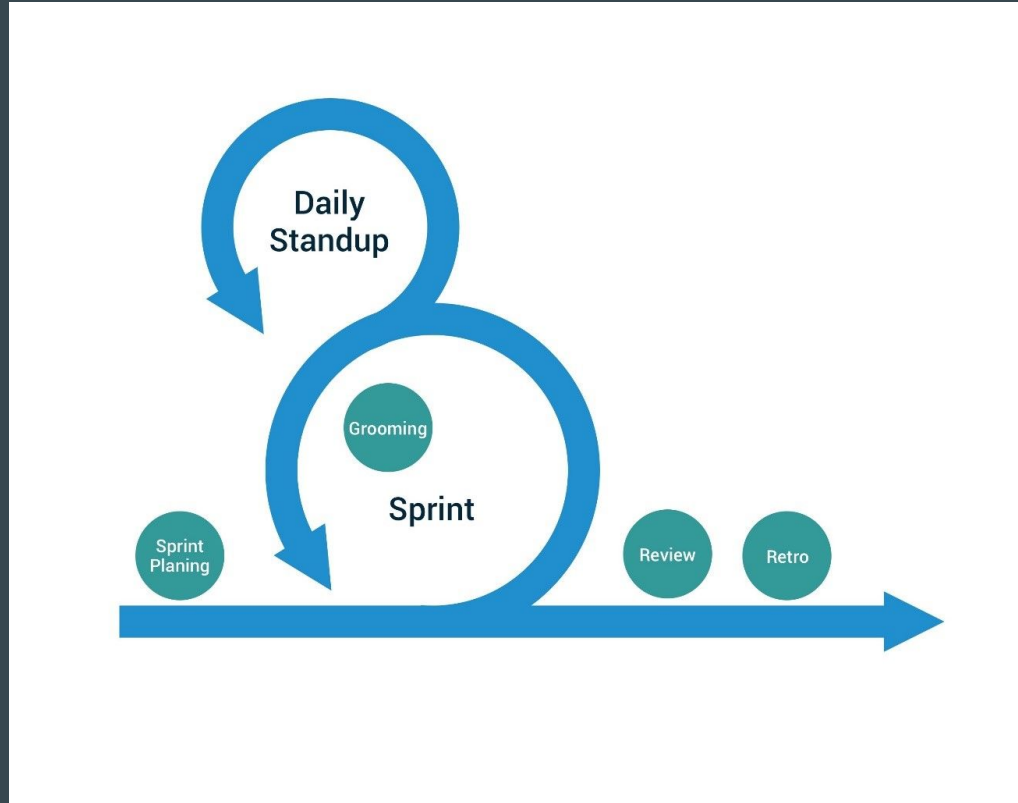 Daily
Standup
Grooming
Sprint
Sprint
Planing
Review
Retro